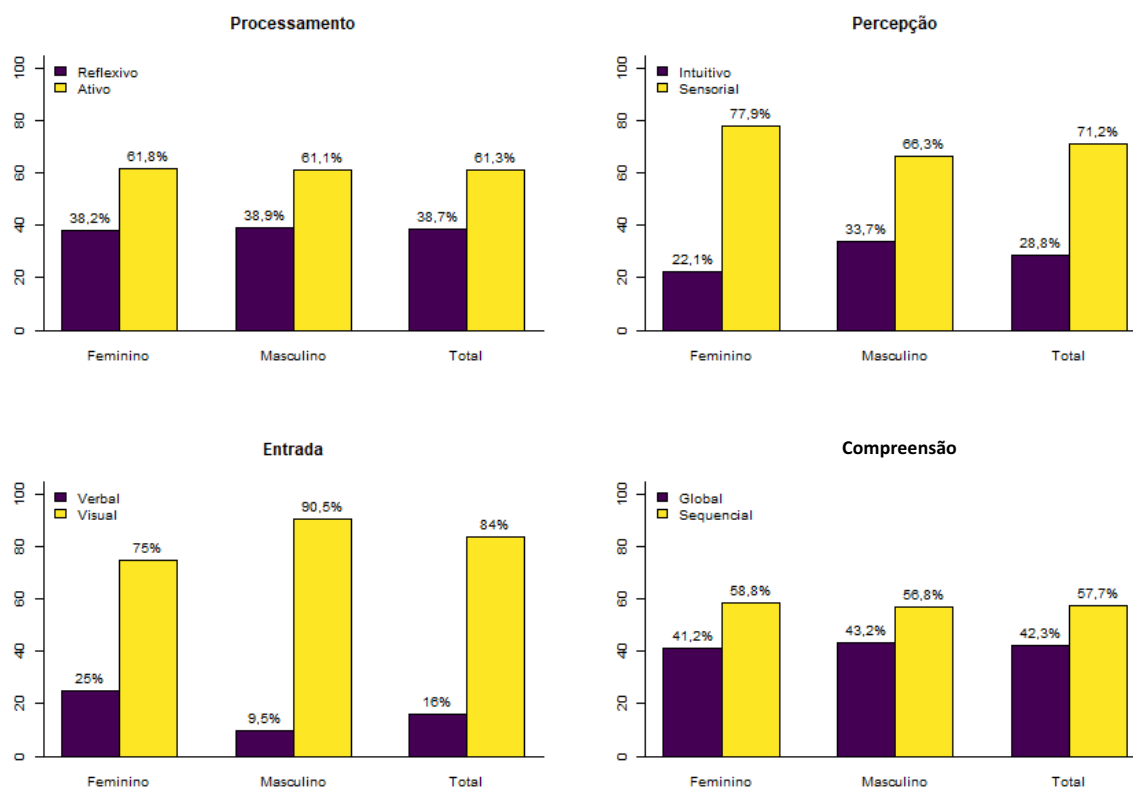 Processamento
100
80
60
40
20
0
Reflexivo
Ativo
38,2%
61,8%
38,9%
61,1%
38,7%
61,3%
Feminino
Masculino
Total
Percepção
100
80
60
40
20
0
Intuitivo
Sensorial
22,1%
77,9%
33,7%
66,3%
28,8%
71,2%
Feminino
Masculino
Total
Entrada
100
80
60
40
20
0
Verbal
Visual
25%
75%
9,5%
90,5%
16%
84%
Feminino
Masculino
Total
Compreensão
100
80
60
40
20
0
Global
Sequencial
41,2%
58,8%
43,2%
56,8%
42,3%
57,7%
Feminino
Masculino
Total